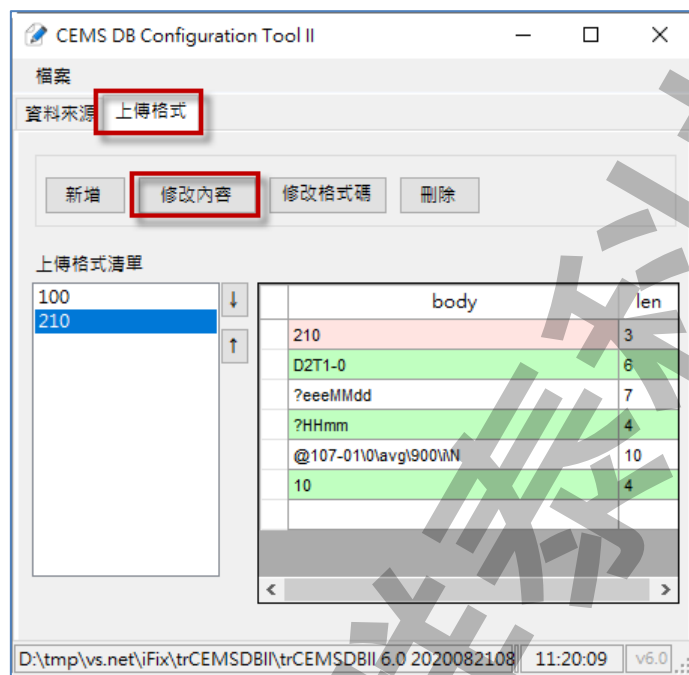 CEMS DB Configuration Tool II
檔案
資料來源 上傳格式
新增 修改內容 修改格式碼 刪除
上傳格式清單
100
210
↓
↑
body len
210 3
D2T1-0 6
?eeeMMdd 7
?HHmm 4
@107-01\0\avg\900\i\N 10
10 4
D:\tmp\vs.net\iFix\trCEMSDBII\trCEMSDBII 6.0 2020082108 11:20:09 v6.0